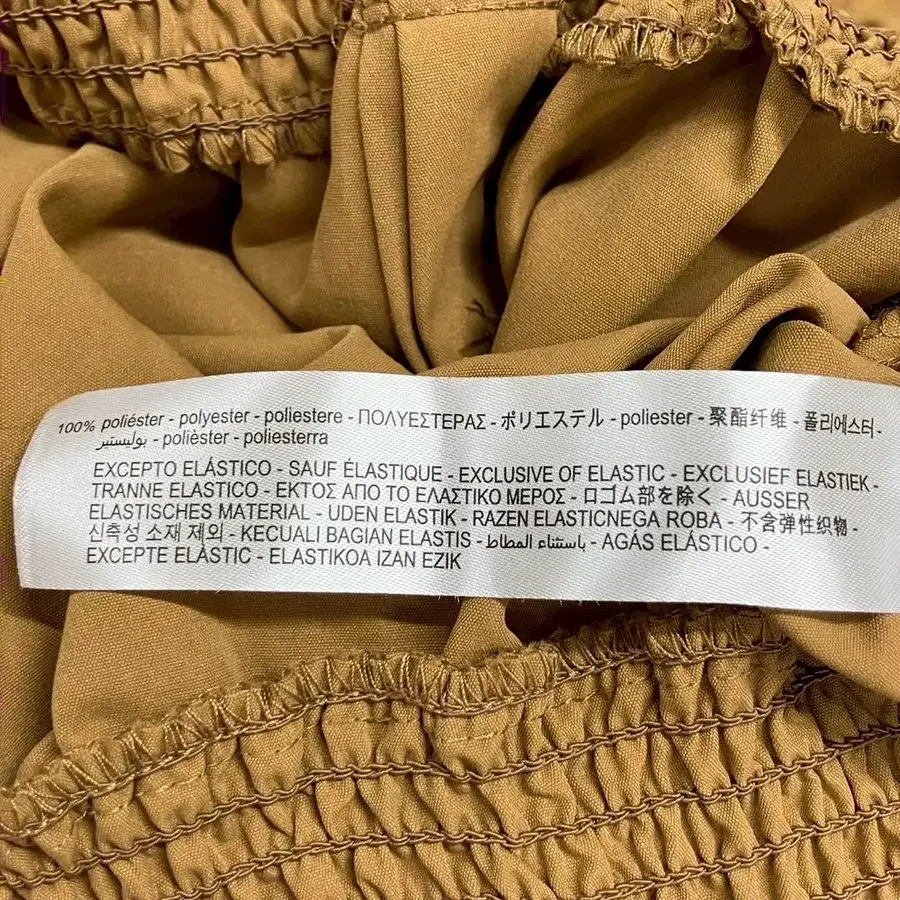 100% poliéster - polyester - poliestere - ΠΟΛΥΕΣΤΕΡΑΣ - ポリエステル - poliester - 聚酯纤维 - 폴리에스터 -
بوليستير - polièster - poliesterra
EXCEPTO ELÁSTICO - SAUF ÉLASTIQUE - EXCLUSIVE OF ELASTIC - EXCLUSIEF ELASTIEK -
TRANNE ELASTICO - ΕΚΤΟΣ ΑΠΟ ΤΟ ΕΛΑΣΤΙΚΟ ΜΕΡΟΣ - ロゴム部を除く - AUSSER
ELASTISCHES MATERIAL - UDEN ELASTIK - RAZEN ELASTICNEGA ROBA - 不含弹性织物 -
신축성 소재 제외 - KECUALI BAGIAN ELASTIS - باستثناء المطاط - AGÁS ELÁSTICO -
EXCEPTE ELÀSTIC - ELASTIKOA IZAN EZIK